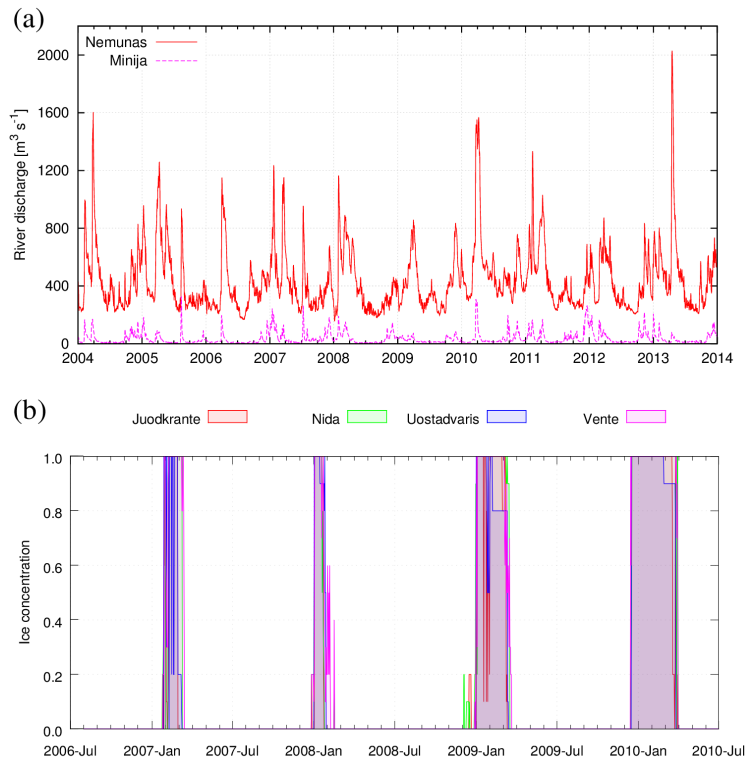 (a)
Nemunas
Minija
River discharge [m³ s⁻¹]
2000
1600
1200
800
400
0
2004 2005 2006 2007 2008 2009 2010 2011 2012 2013 2014
(b)
Juodkrante Nida Uostadvaris Vente
Ice concentration
1.0
0.8
0.6
0.4
0.2
0.0
2006-Jul 2007-Jan 2007-Jul 2008-Jan 2008-Jul 2009-Jan 2009-Jul 2010-Jan 2010-Jul